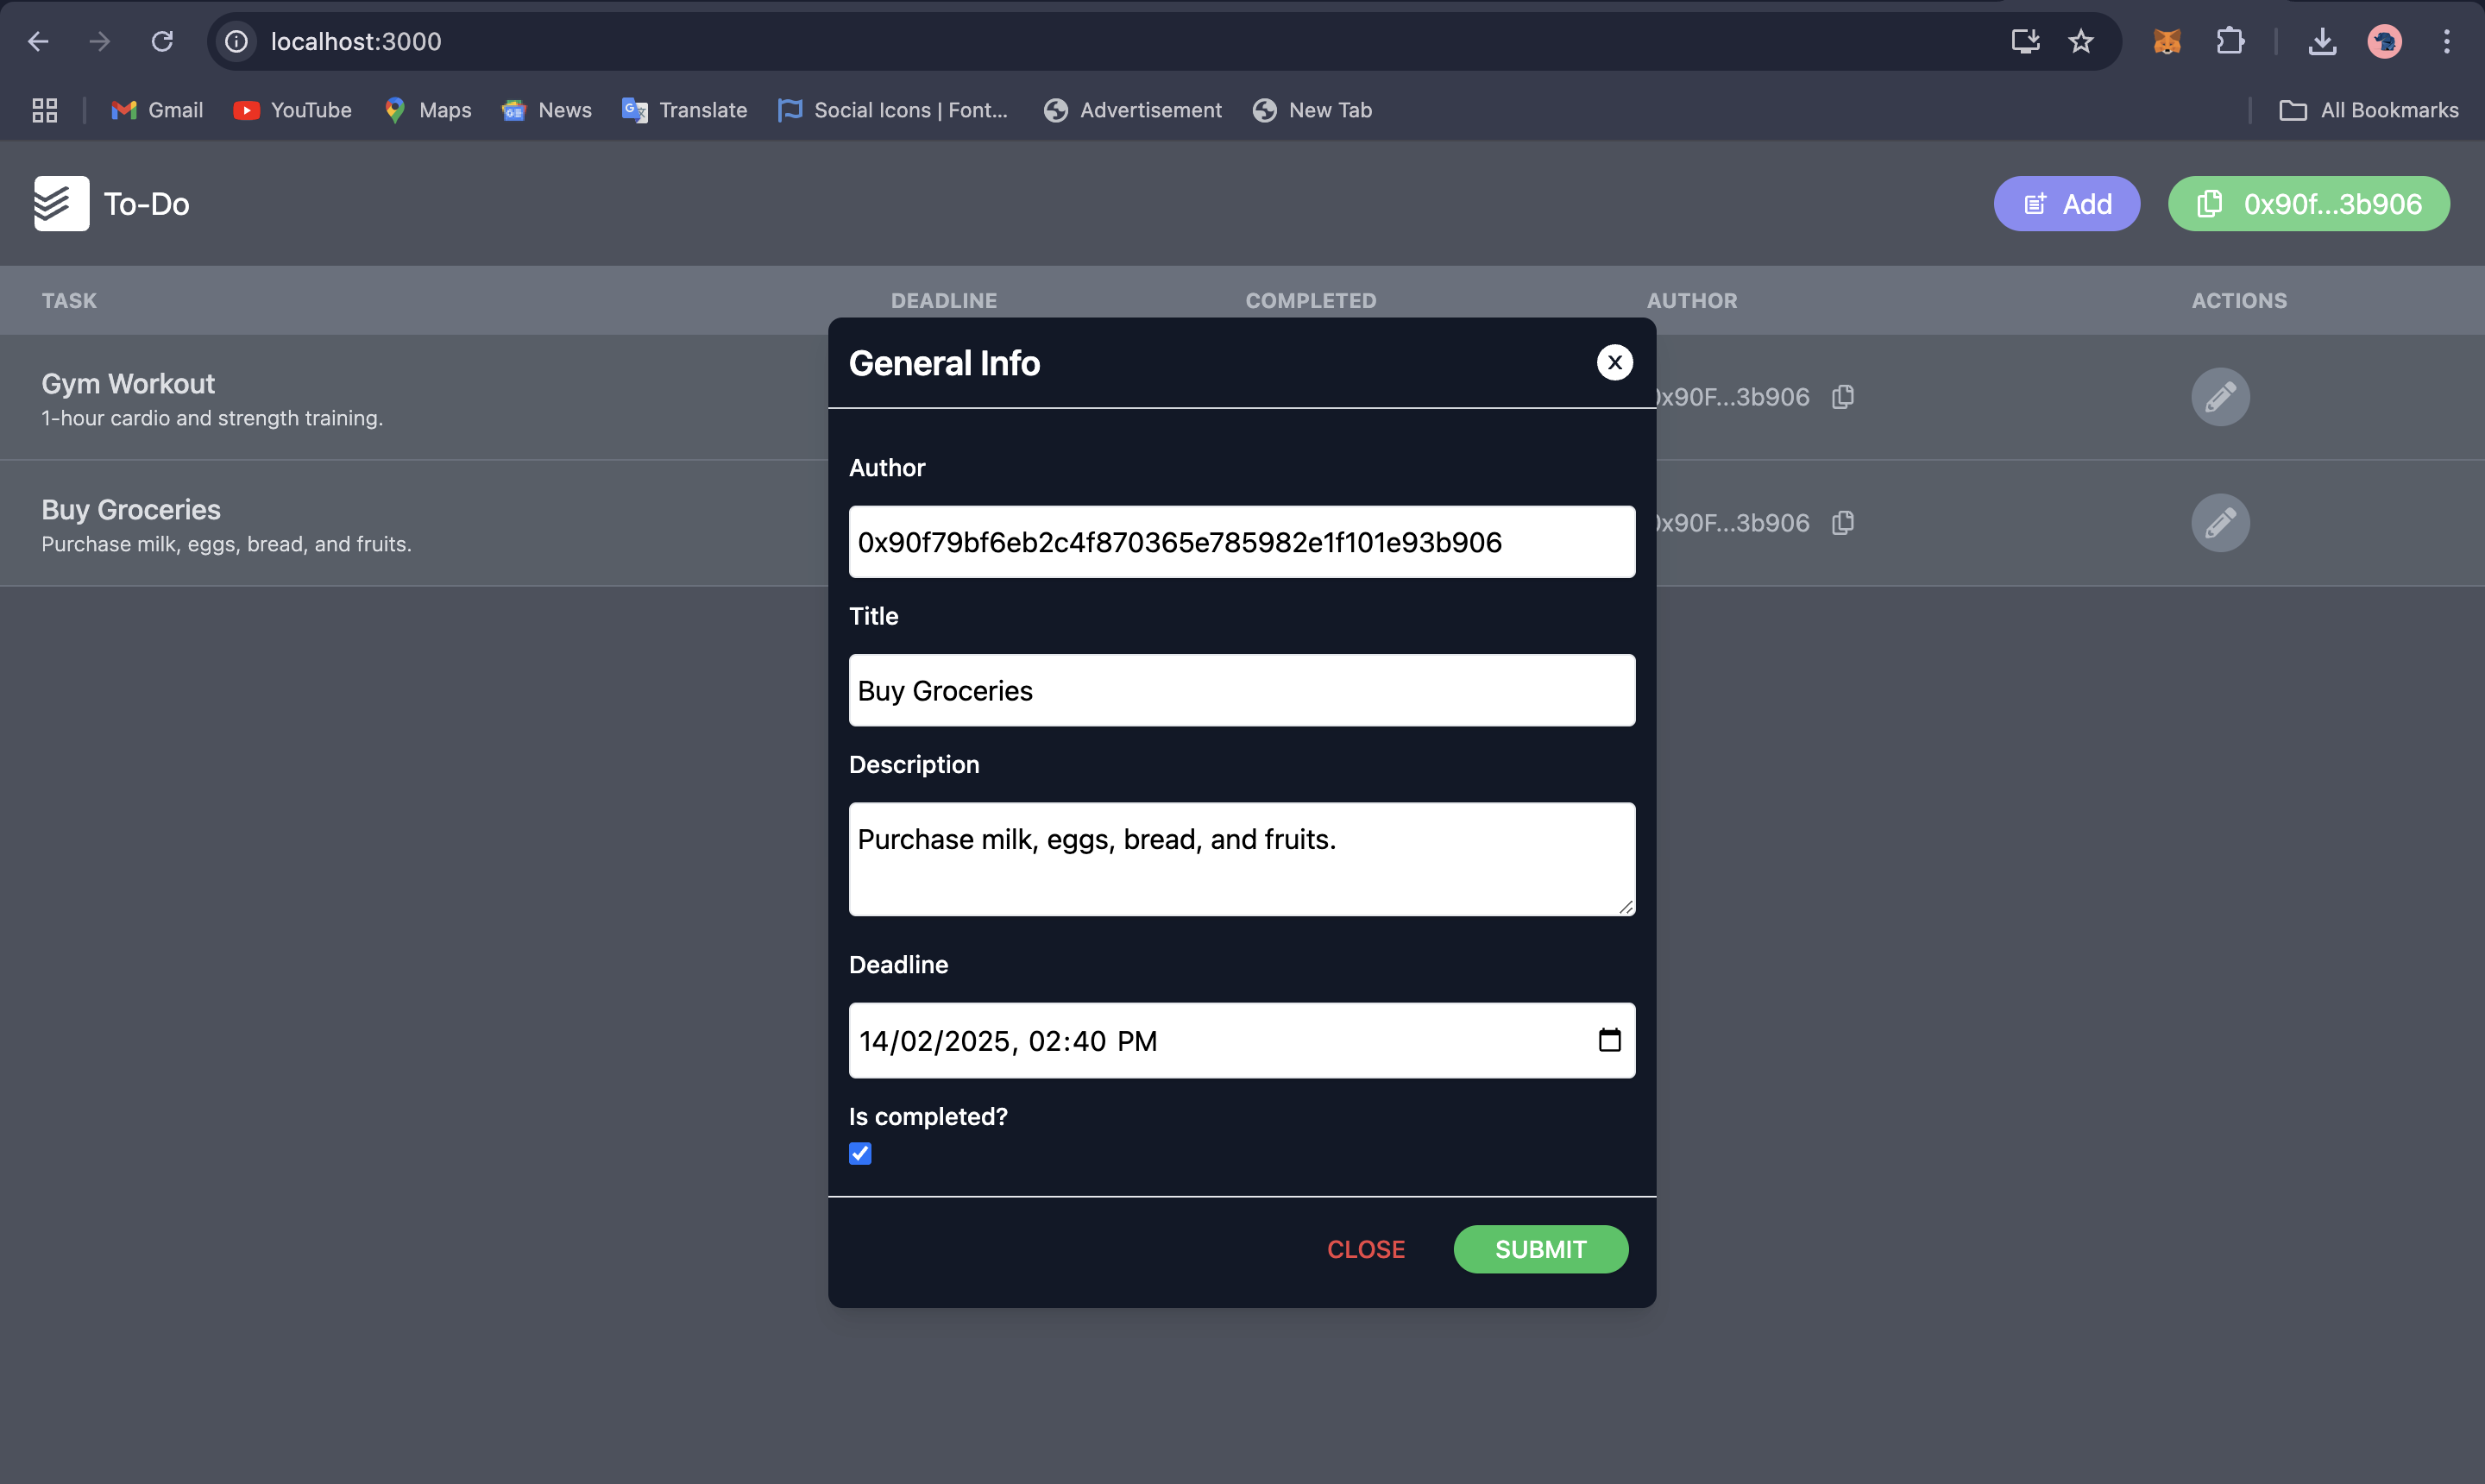 localhost:3000
Gmail YouTube Maps News Translate Social Icons | Font... Advertisement New Tab All Bookmarks
To-Do Add 0x90f...3b906
TASK DEADLINE COMPLETED AUTHOR ACTIONS
Gym Workout
1-hour cardio and strength training.
0x90F...3b906
Buy Groceries
Purchase milk, eggs, bread, and fruits.
0x90F...3b906
General Info
Author
0x90f79bf6eb2c4f870365e785982e1f101e93b906
Title
Buy Groceries
Description
Purchase milk, eggs, bread, and fruits.
Deadline
14/02/2025, 02:40 PM
Is completed?
CLOSE SUBMIT